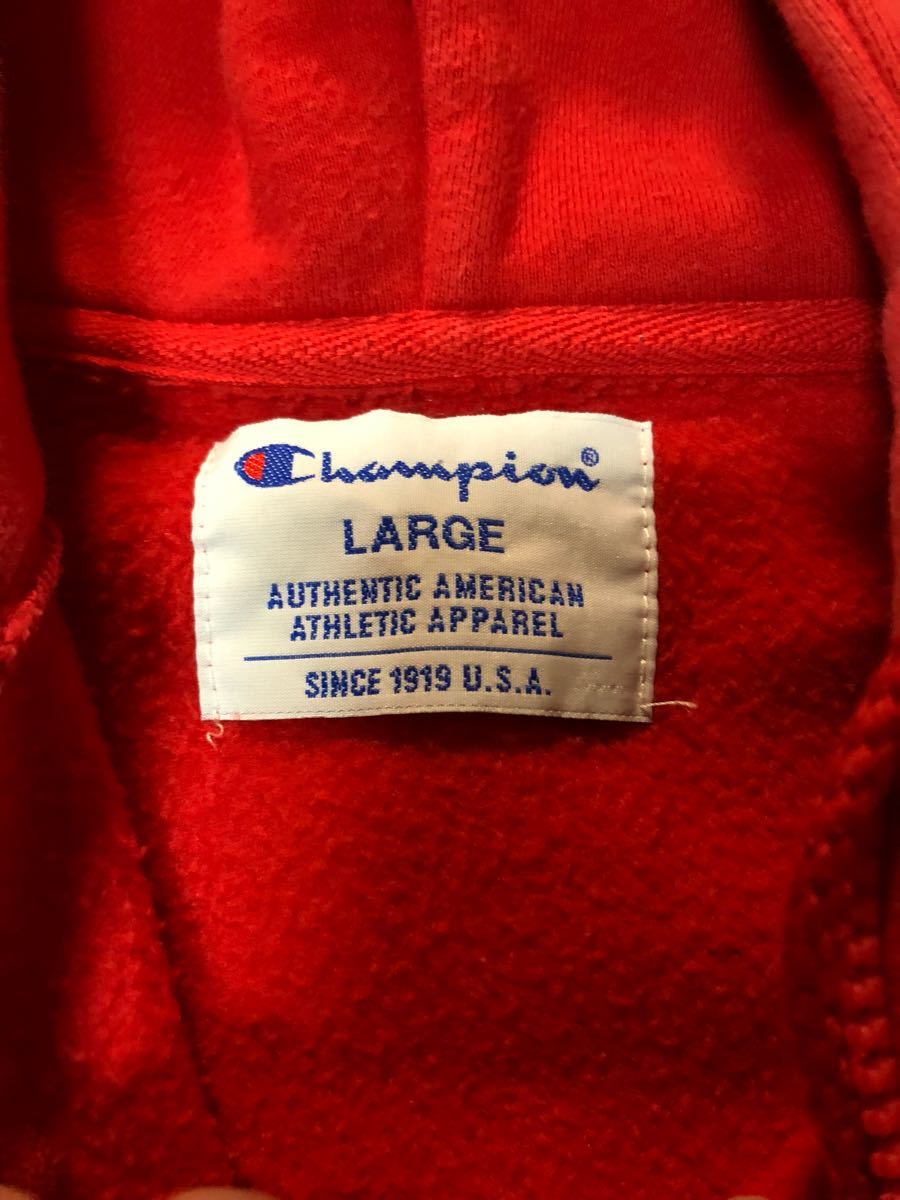 Champion®
LARGE
AUTHENTIC AMERICAN
ATHLETIC APPAREL
SINCE 1919 U.S.A.